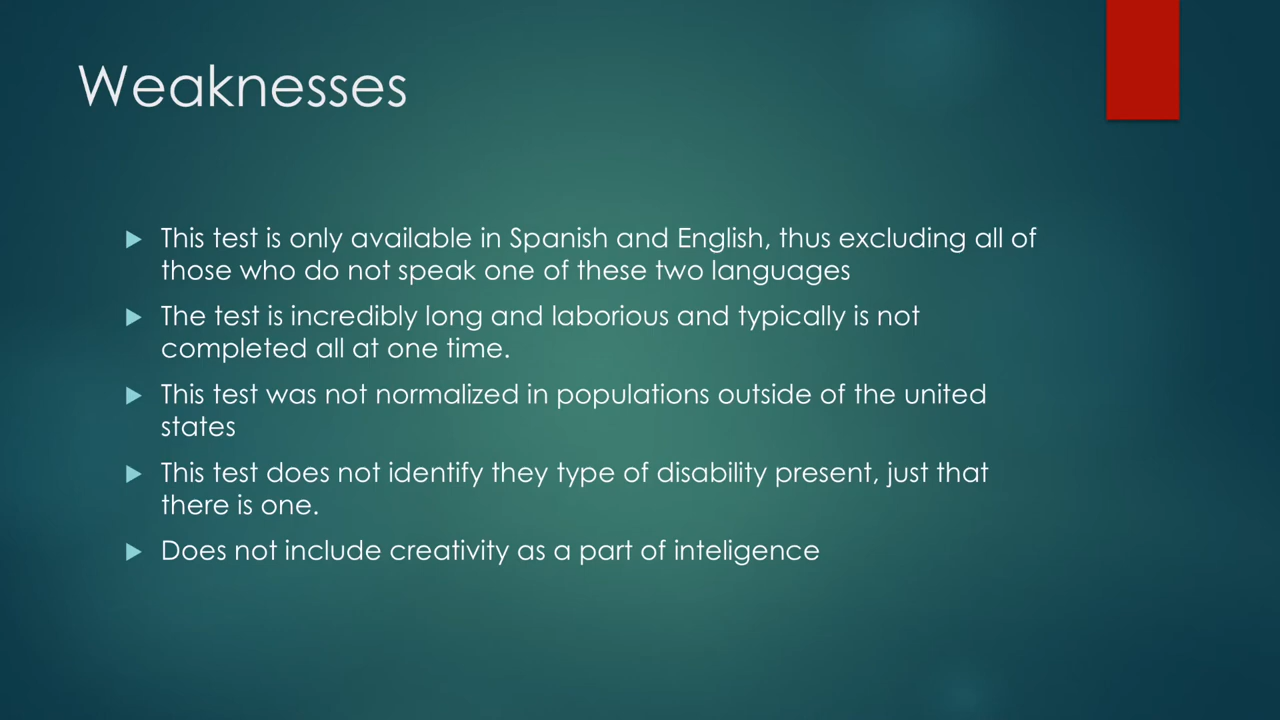 Weaknesses
This test is only available in Spanish and English, thus excluding all of
those who do not speak one of these two languages
The test is incredibly long and laborious and typically is not
completed all at one time.
This test was not normalized in populations outside of the united
states
This test does not identify they type of disability present, just that
there is one.
Does not include creativity as a part of inteligence